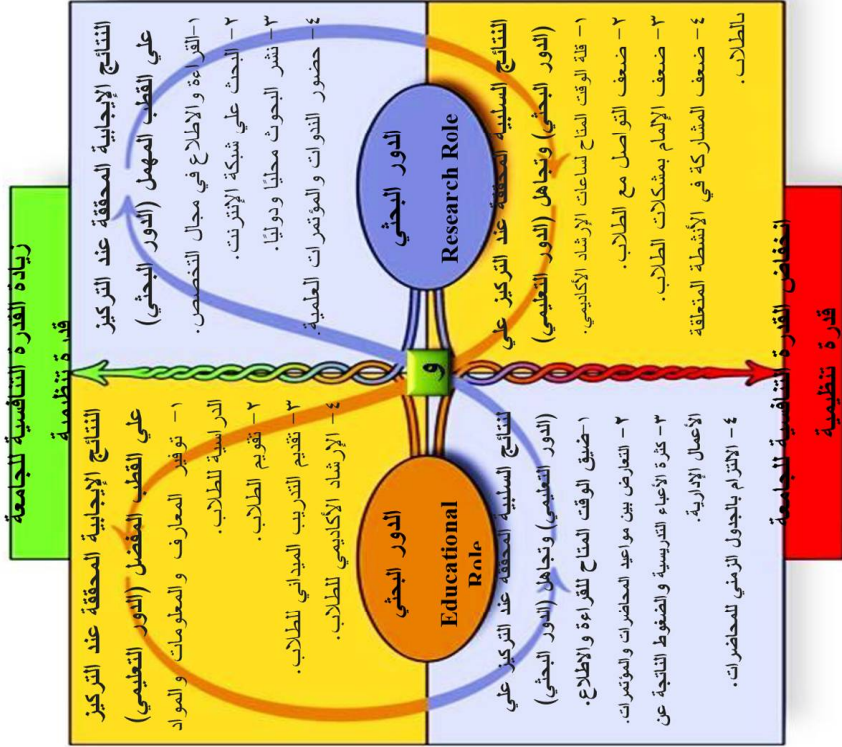 زيادة القدرة التنافسية للجامعة
قدرة تنظيمية
النتائج الإيجابية المحققة عند التركيز
علي القطب المهمل (الدور البحثي)
١-القراءة والاطلاع في مجال التخصص.
٢- البحث علي شبكة الإنترنت.
٣- نشر البحوث محليًا ودوليًا.
٤- حضور الندوات والمؤتمرات العلمية.
النتائج الإيجابية المحققة عند التركيز
علي القطب المفضل (الدور التعليمي)
١- توفير المعارف والمعلومات والمواد
الدراسية للطلاب.
٢- تقويم الطلاب.
٣- تقديم التدريب الميداني للطلاب.
٤- الإرشاد الأكاديمي للطلاب.
الدور البحثي
Research Role
و
الدور البحثي
Educational
Role
النتائج السلبية المحققة عند التركيز علي
(الدور البحثي) وتجاهل (الدور التعليمي)
١- قلة الوقت المتاح لساعات الإرشاد الأكاديمي.
٢- ضعف التواصل مع الطلاب.
٣- ضعف الإلمام بمشكلات الطلاب.
٤- ضعف المشاركة في الأنشطة المتعلقة
بالطلاب.
لنتائج السلبية المحققة عند التركيز علي
(الدور التعليمي) وتجاهل (الدور البحثي)
١-ضيق الوقت المتاح للقراءة والاطلاع.
٢- التعارض بين مواعيد المحاضرات والمؤتمرات.
٣- كثرة الأعباء التدريسية والضغوط الناتجة عن
الأعمال الإدارية.
٤- الالتزام بالجدول الزمني للمحاضرات.
انخفاض القدرة التنافسية للجامعة
قدرة تنظيمية